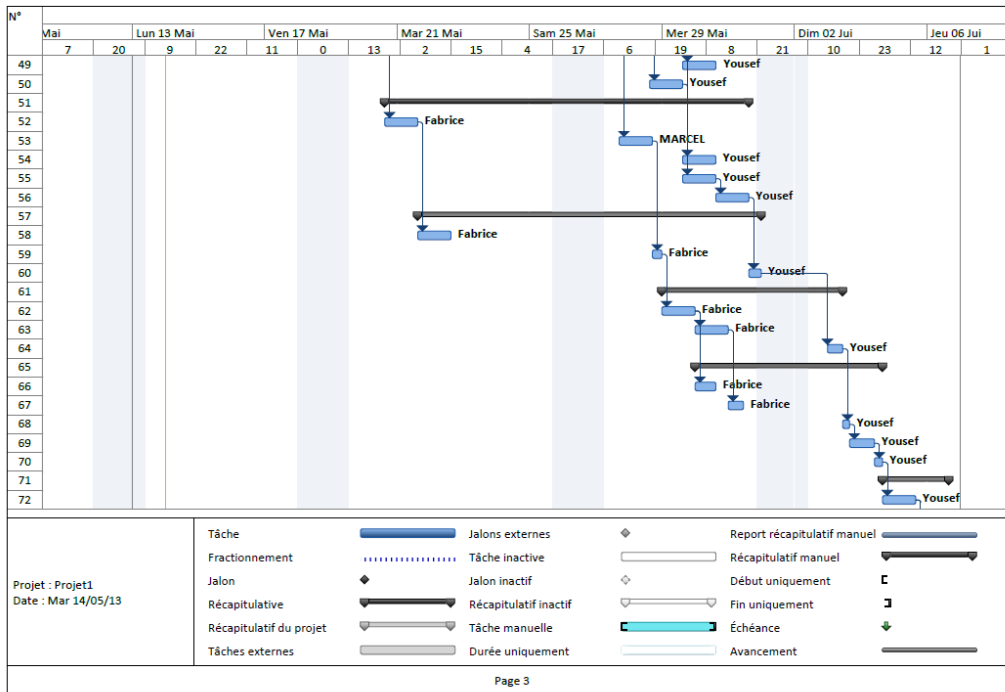 N°
Mai Lun 13 Mai Ven 17 Mai Mar 21 Mai Sam 25 Mai Mer 29 Mai Dim 02 Jui Jeu 06 Jui
7 20 9 22 11 0 13 2 15 4 17 6 19 8 21 10 23 12 1
49 Yousef
50 Yousef
51
52 Fabrice
53 MARCEL
54 Yousef
55 Yousef
56 Yousef
57
58 Fabrice
59 Fabrice
60 Yousef
61
62 Fabrice
63 Fabrice
64 Yousef
65
66 Fabrice
67 Fabrice
68 Yousef
69 Yousef
70 Yousef
71
72 Yousef
Projet : Projet1
Date : Mar 14/05/13
Tâche
Fractionnement
Jalon
Récapitulative
Récapitulatif du projet
Tâches externes
Jalons externes
Tâche inactive
Jalon inactif
Récapitulatif inactif
Tâche manuelle
Durée uniquement
Report récapitulatif manuel
Récapitulatif manuel
Début uniquement
Fin uniquement
Échéance
Avancement
Page 3